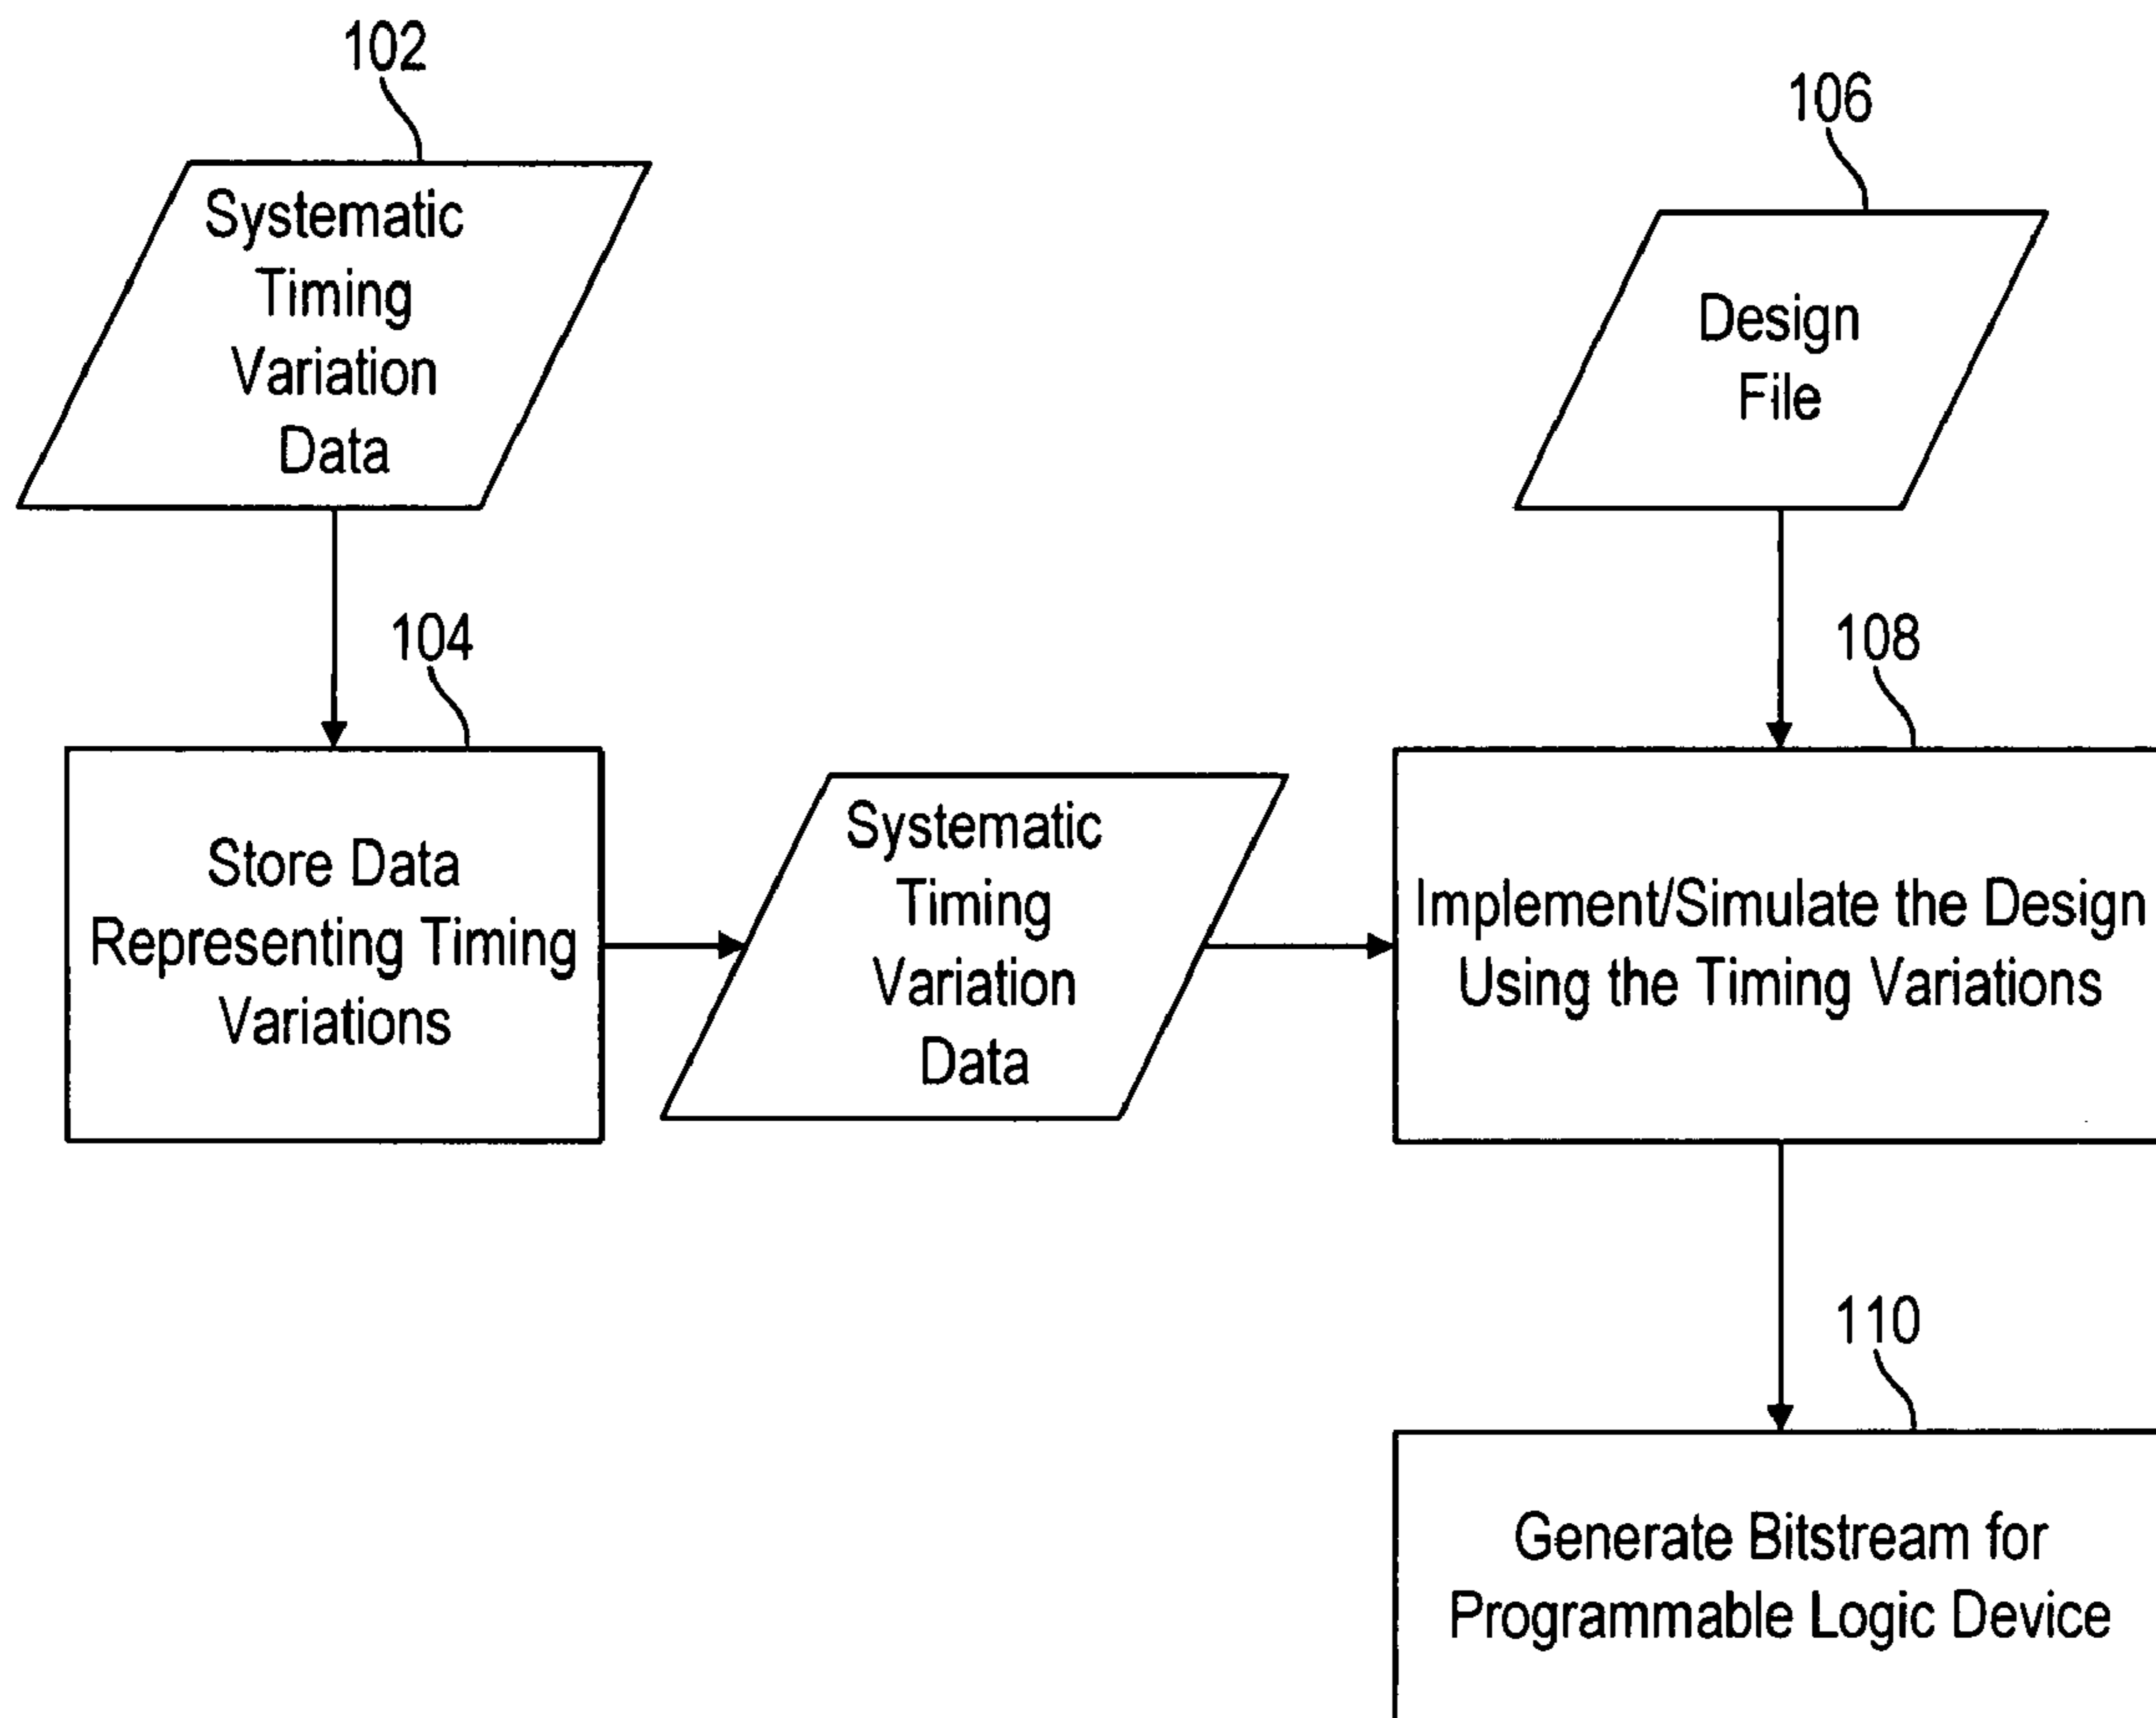 102
Systematic
Timing
Variation
Data
106
Design
File
104
Store Data
Representing Timing
Variations
Systematic
Timing
Variation
Data
108
Implement/Simulate the Design
Using the Timing Variations
110
Generate Bitstream for
Programmable Logic Device